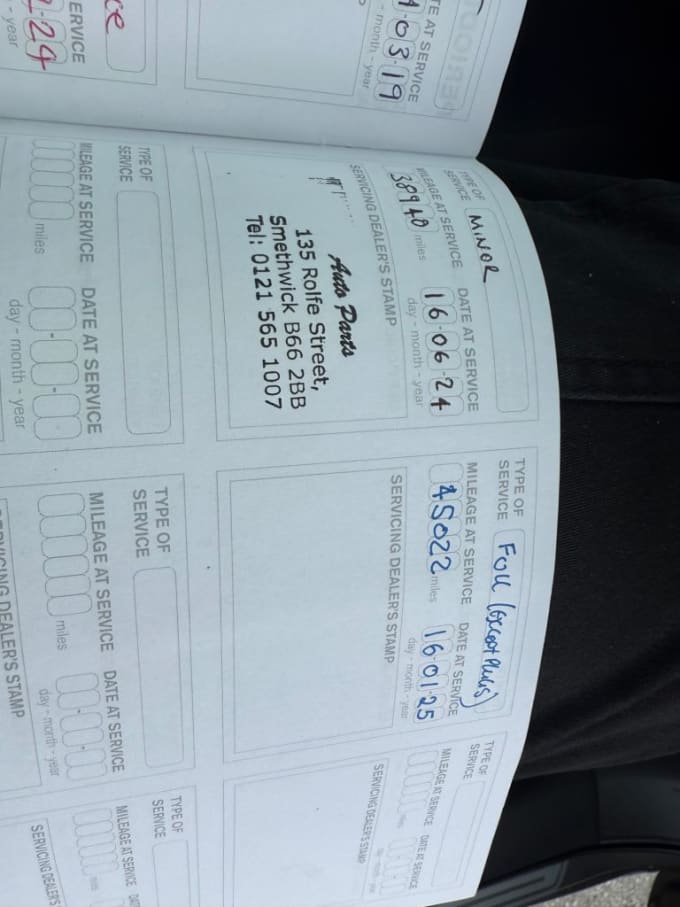 TE AT SERVICE
03·19
- month - year
ce
ERVICE
·24
- year
TYPE OF
SERVICE
MINOR
MILEAGE AT SERVICE
DATE AT SERVICE
38940 miles
16·06·24
day - month - year
SERVICING DEALER'S STAMP
Auto Parts
135 Rolfe Street,
Smethwick B66 2BB
Tel: 0121 565 1007
TYPE OF
SERVICE
Full (except plugs)
MILEAGE AT SERVICE
DATE AT SERVICE
45022 miles
16·01·25
day - month - year
SERVICING DEALER'S STAMP
TYPE OF
SERVICE
MILEAGE AT SERVICE
DATE AT SERVICE
miles
day - month - year
SERVICING DEALER'S STAMP
TYPE OF
SERVICE
MILEAGE AT SERVICE
DATE AT SERVICE
miles
day - month - year
TYPE OF
SERVICE
MILEAGE AT SERVICE
DATE AT SERVICE
miles
day - month - year
SERVICING DEALER'S STAMP
TYPE OF
SERVICE
MILEAGE AT SERVICE
DAT
miles
SERVICING DEALER'S